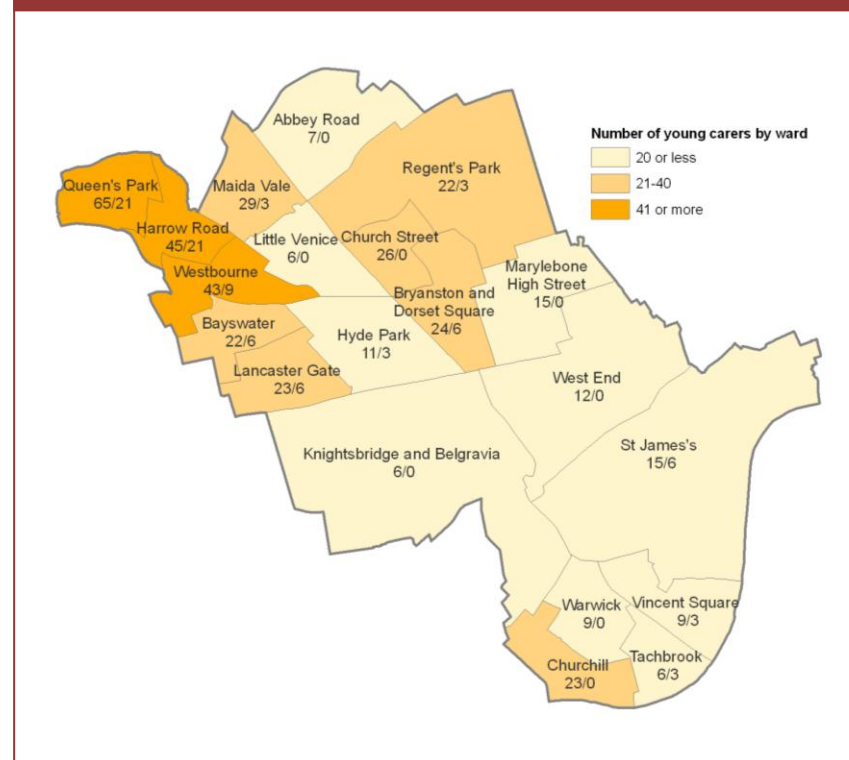 Abbey Road
7/0
Number of young carers by ward
20 or less
21-40
41 or more
Regent's Park
22/3
Queen's Park
65/21
Maida Vale
29/3
Harrow Road
45/21
Little Venice
6/0
Church Street
26/0
Westbourne
43/9
Marylebone
High Street
15/0
Bryanston and
Dorset Square
24/6
Bayswater
22/6
Hyde Park
11/3
Lancaster Gate
23/6
West End
12/0
St James's
15/6
Knightsbridge and Belgravia
6/0
Warwick
9/0
Vincent Square
9/3
Tachbrook
6/3
Churchill
23/0